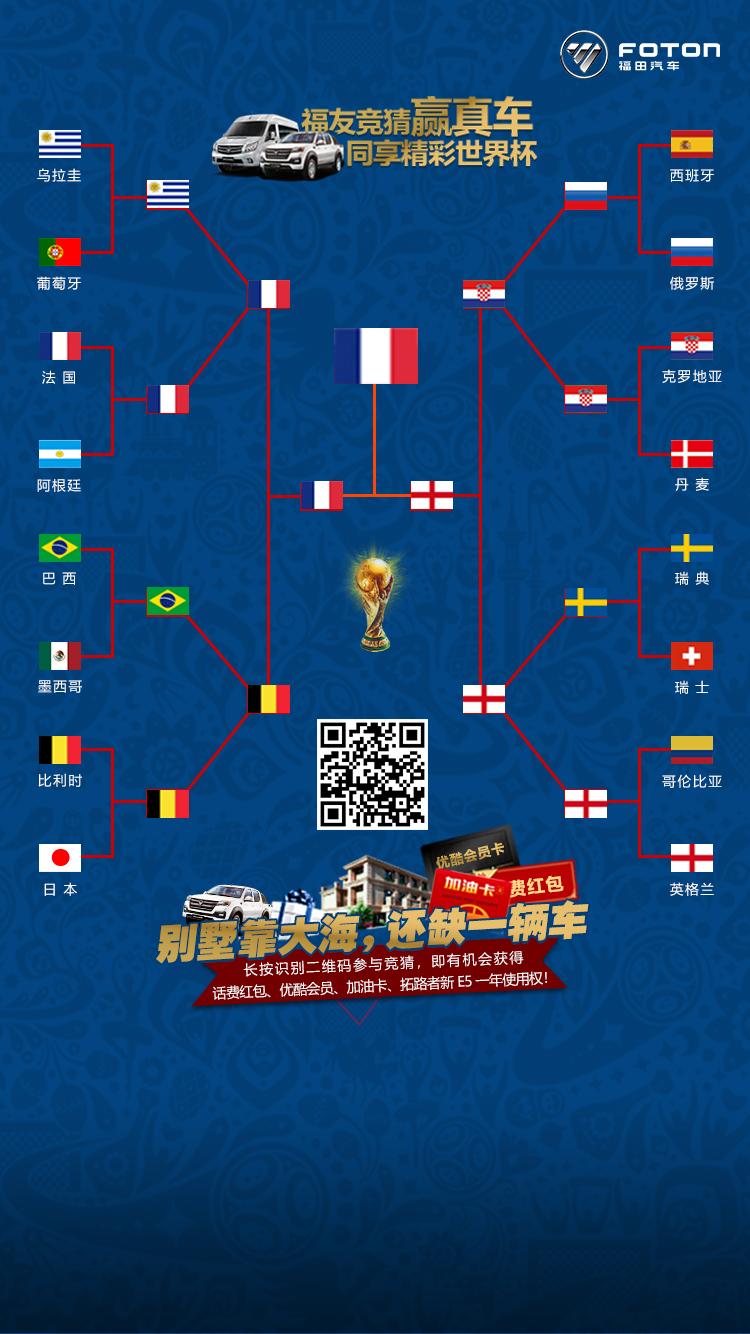 FOTON
福田汽车
福友竞猜赢真车
同享精彩世界杯
乌拉圭
西班牙
葡萄牙
俄罗斯
法 国
克罗地亚
阿根廷
丹 麦
巴 西
瑞 典
墨西哥
瑞 士
比利时
哥伦比亚
日 本
英格兰
优酷会员卡
加油卡
费红包
别墅靠大海，还缺一辆车
长按识别二维码参与竞猜，即有机会获得
话费红包、优酷会员、加油卡、拓路者新 E5 一年使用权！